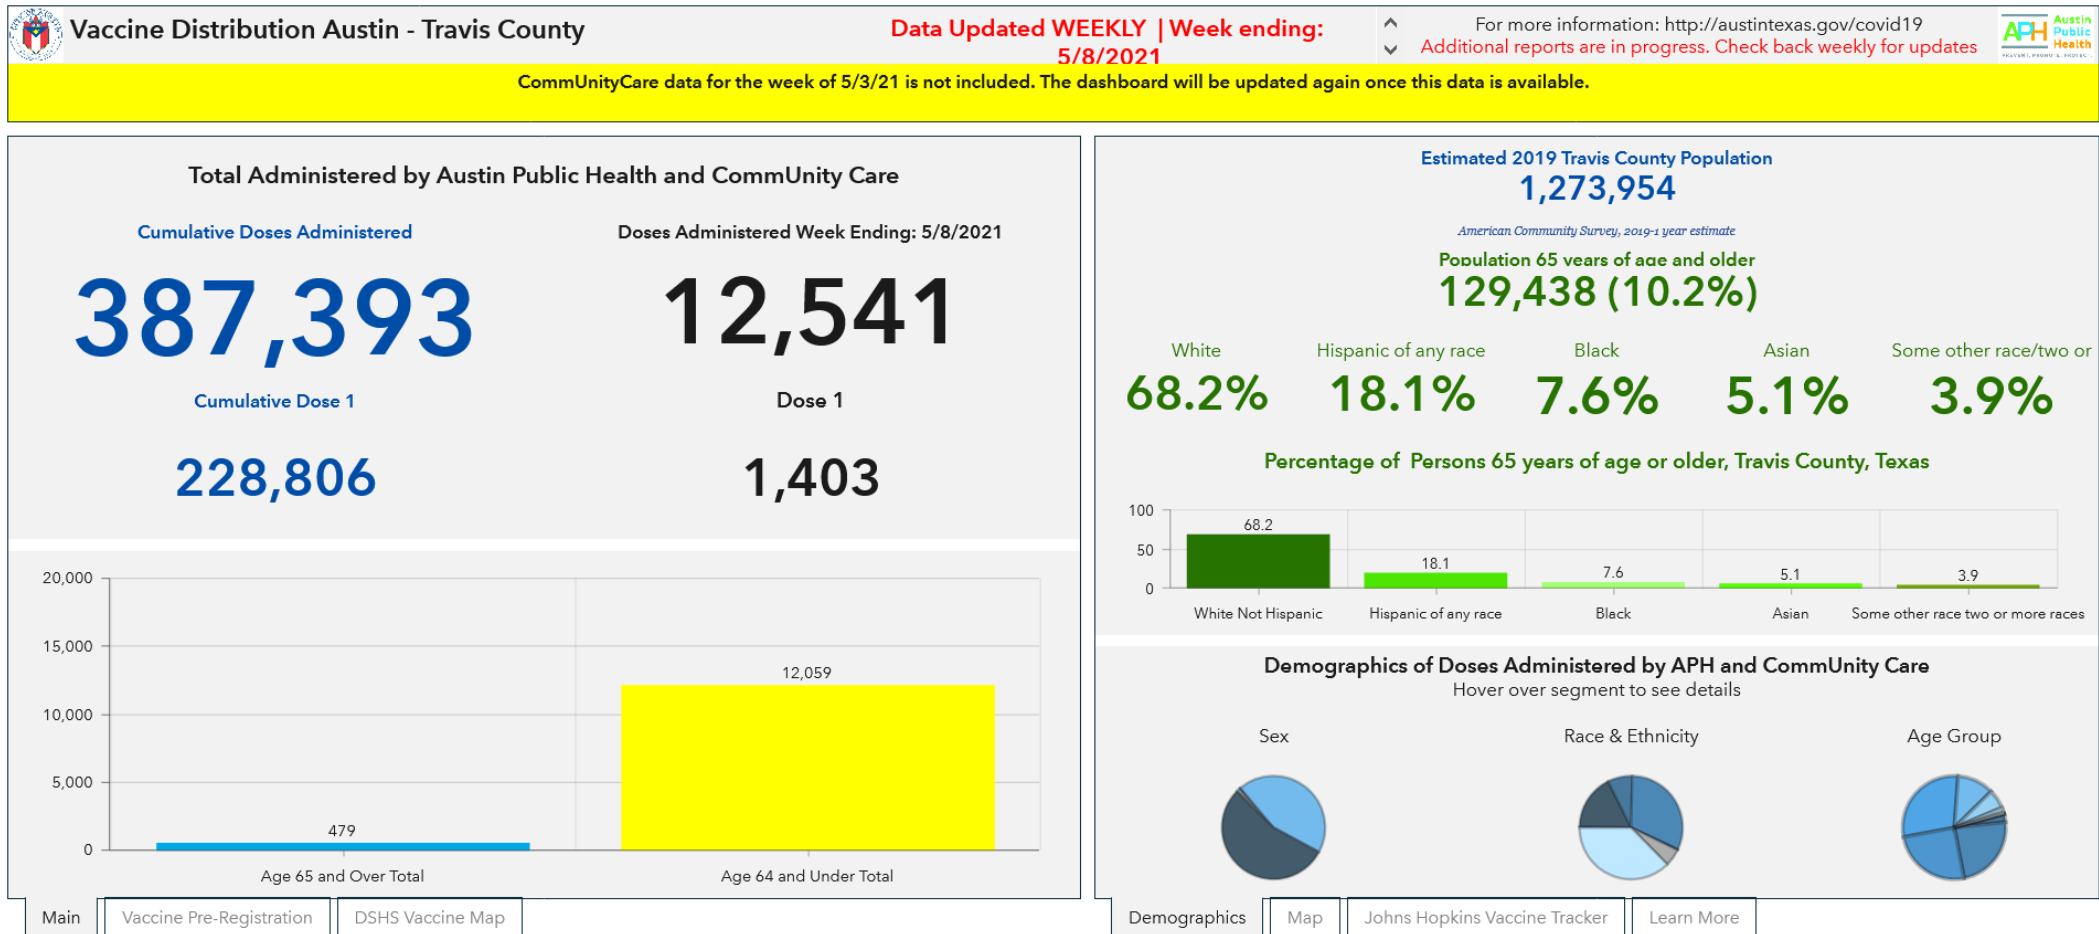 Vaccine Distribution Austin - Travis County
Data Updated WEEKLY | Week ending:
5/8/2021
For more information: http://austintexas.gov/covid19
Additional reports are in progress. Check back weekly for updates
APH
Austin
Public
Health
PREVENT. PROMOTE. PROTECT.
CommUnityCare data for the week of 5/3/21 is not included. The dashboard will be updated again once this data is available.
Total Administered by Austin Public Health and CommUnity Care
Cumulative Doses Administered
387,393
Cumulative Dose 1
228,806
Doses Administered Week Ending: 5/8/2021
12,541
Dose 1
1,403
20,000
15,000
10,000
5,000
0
479
12,059
Age 65 and Over Total
Age 64 and Under Total
Main
Vaccine Pre-Registration
DSHS Vaccine Map
Estimated 2019 Travis County Population
1,273,954
American Community Survey, 2019-1 year estimate
Population 65 years of age and older
129,438 (10.2%)
White
68.2%
Hispanic of any race
18.1%
Black
7.6%
Asian
5.1%
Some other race/two or
3.9%
Percentage of Persons 65 years of age or older, Travis County, Texas
100
50
0
68.2
18.1
7.6
5.1
3.9
White Not Hispanic
Hispanic of any race
Black
Asian
Some other race two or more races
Demographics of Doses Administered by APH and CommUnity Care
Hover over segment to see details
Sex
Race & Ethnicity
Age Group
Demographics
Map
Johns Hopkins Vaccine Tracker
Learn More